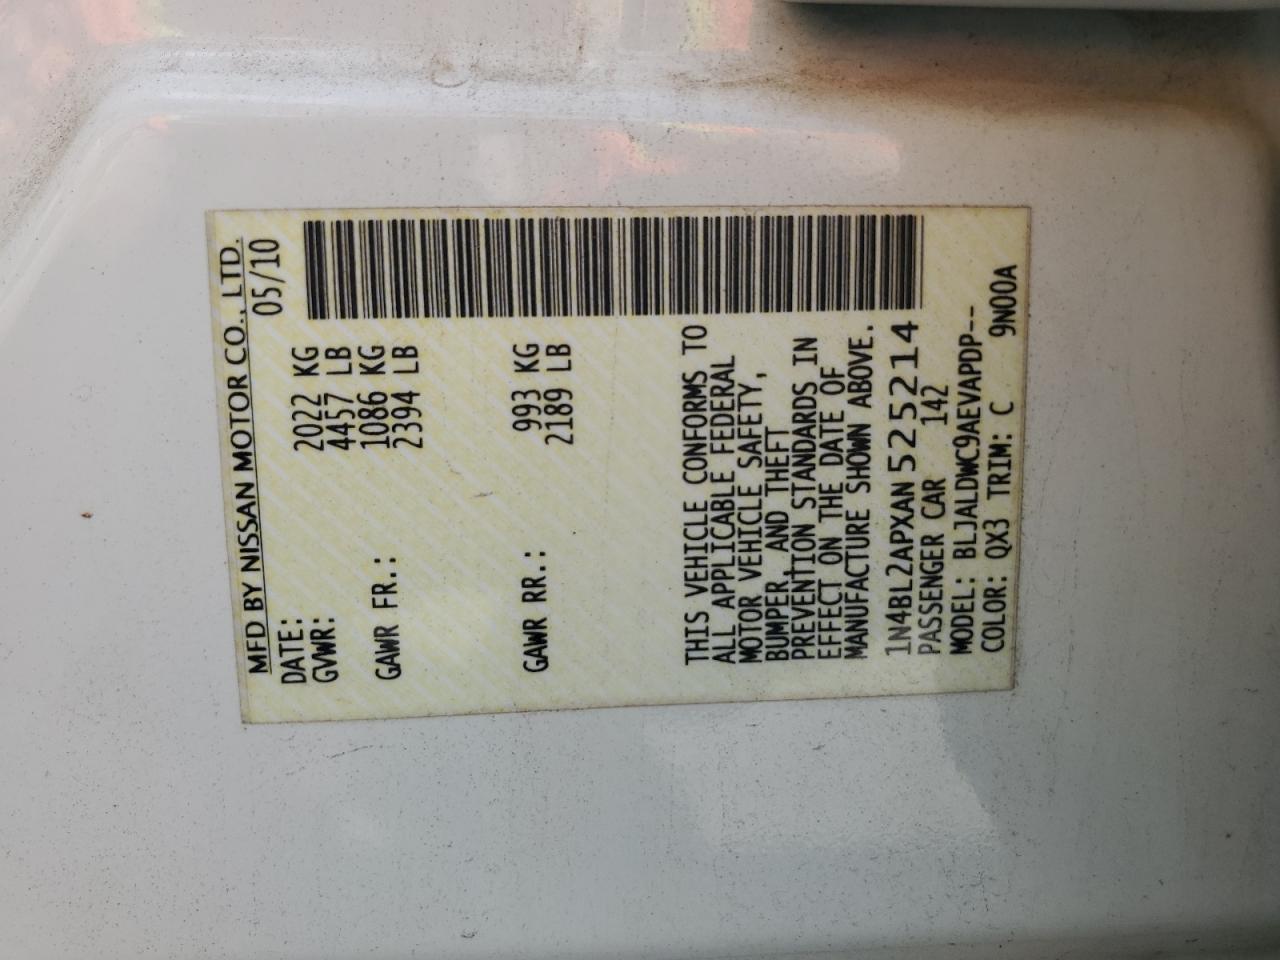 MFD BY NISSAN MOTOR CO., LTD.
DATE: 05/10
GVWR: 2022 KG
4457 LB
GAWR FR.: 1086 KG
2394 LB
GAWR RR.: 993 KG
2189 LB
THIS VEHICLE CONFORMS TO
ALL APPLICABLE FEDERAL
MOTOR VEHICLE SAFETY,
BUMPER, AND THEFT
PREVENTION STANDARDS IN
EFFECT ON THE DATE OF
MANUFACTURE SHOWN ABOVE.
1N4BL2APXAN525214
PASSENGER CAR 142
MODEL: BLJALDWC9AEVAPDP--
COLOR: QX3 TRIM: C 9N00A